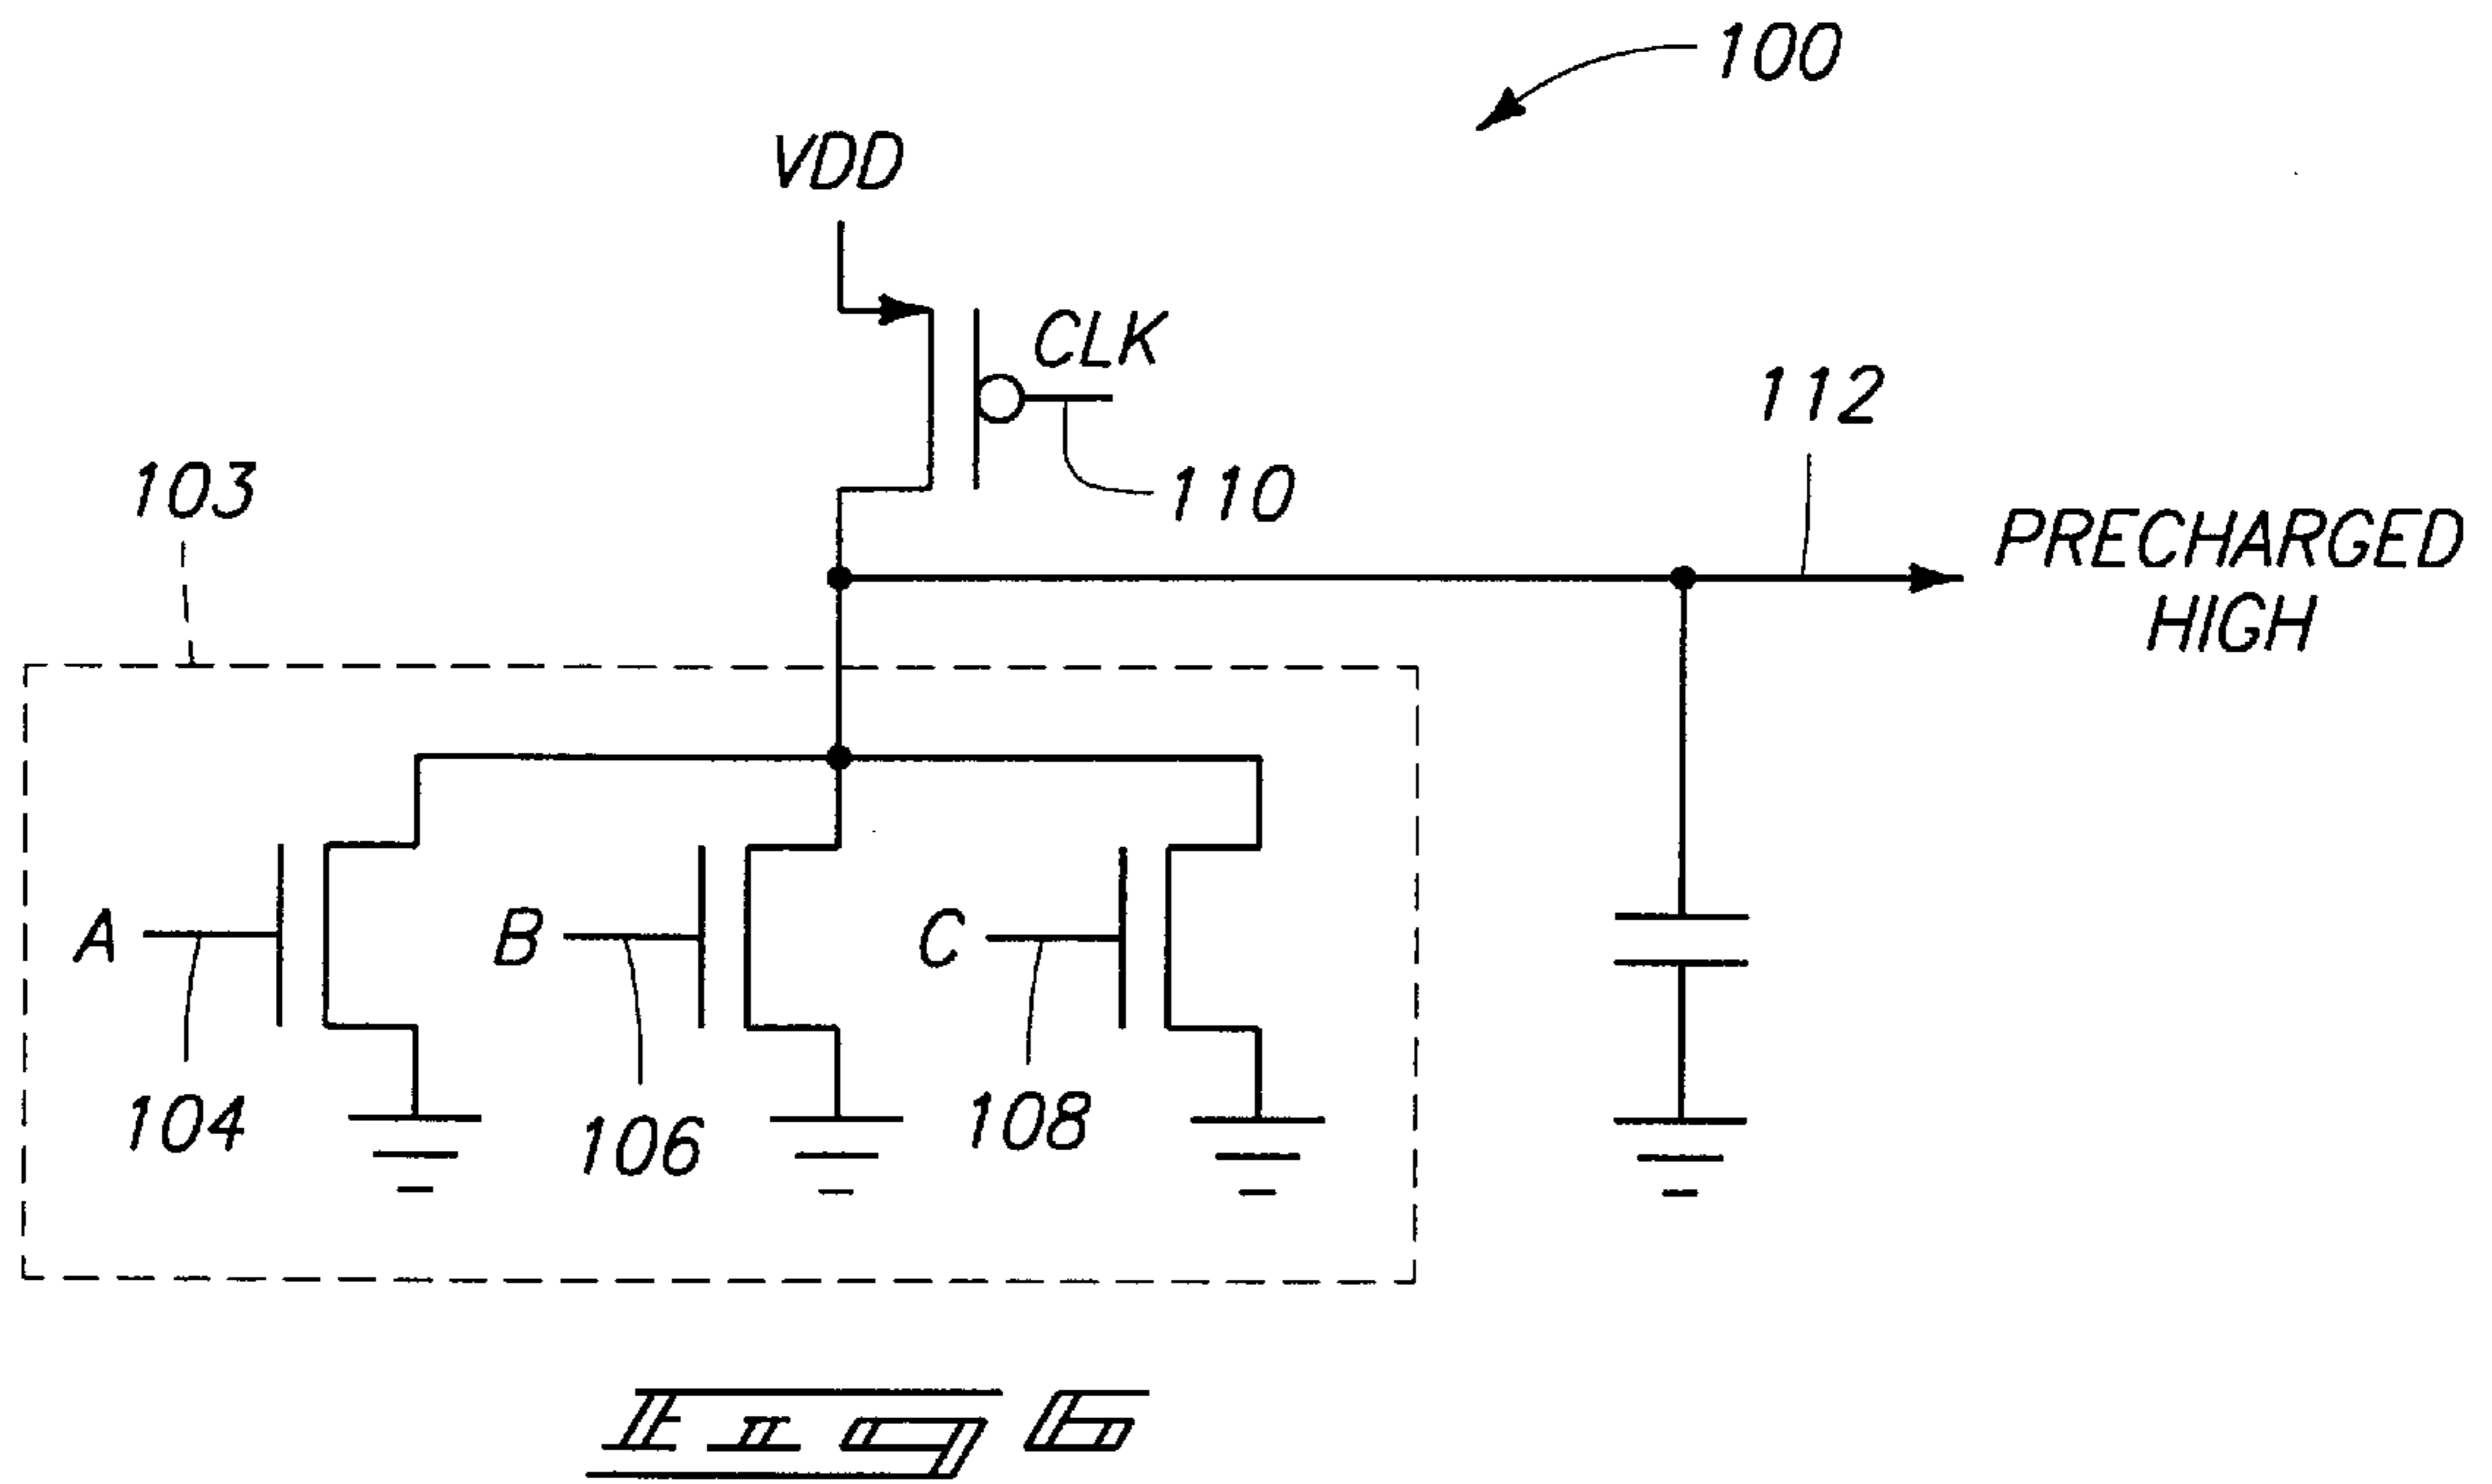 100
VDD
CLK
112
103
110
PRECHARGED
HIGH
A
B
C
104
106
108
Fig 6